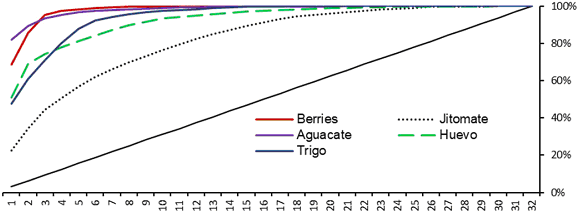 100%
80%
60%
40%
20%
0%
Berries
Jitomate
Aguacate
Huevo
Trigo
1 2 3 4 5 6 7 8 9 10 11 12 13 14 15 16 17 18 19 20 21 22 23 24 25 26 27 28 29 30 31 32